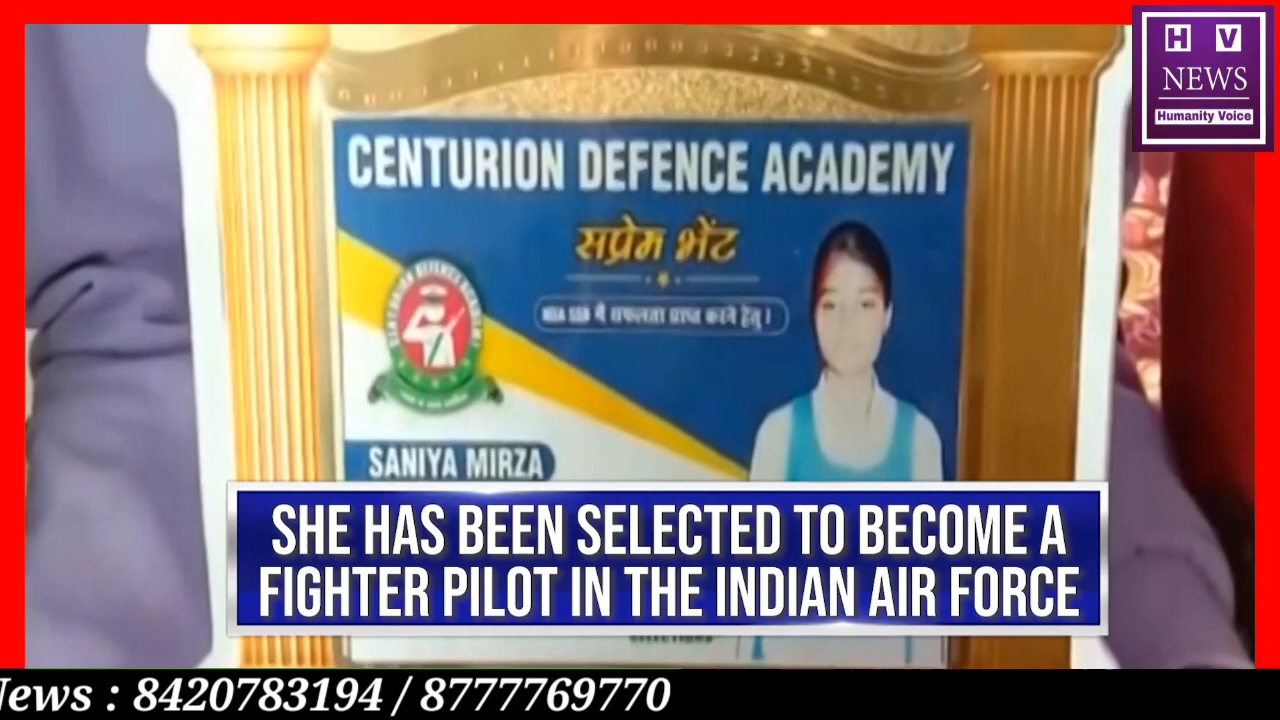 H V
NEWS
Humanity Voice
CENTURION DEFENCE ACADEMY
सप्रेम भेंट
NDA SSB में सफलता प्राप्त करने हेतु।
SANIYA MIRZA
SHE HAS BEEN SELECTED TO BECOME A
FIGHTER PILOT IN THE INDIAN AIR FORCE
SELECTIONS
News : 8420783194 / 8777769770